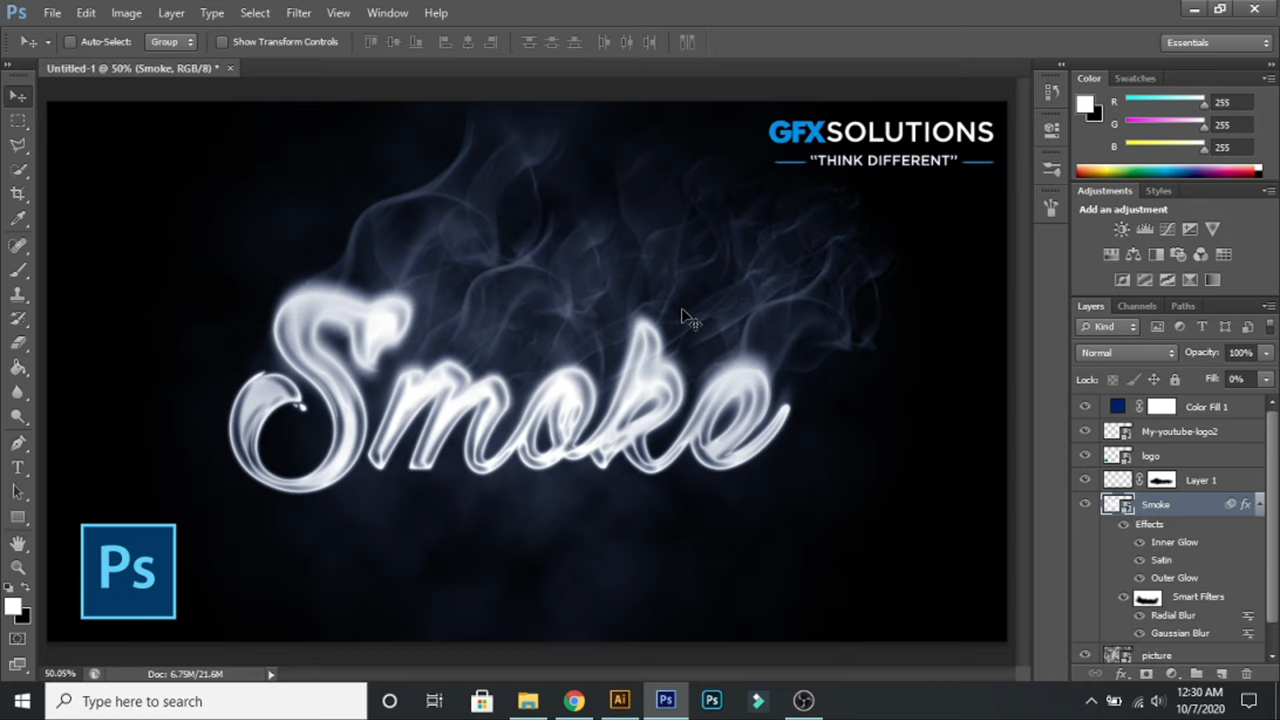 Ps File Edit Image Layer Type Select Filter View Window Help
Auto-Select: Group Show Transform Controls Essentials
Untitled-1 @ 50% (Smoke, RGB/8) * ×
GFXSOLUTIONS
"THINK DIFFERENT"
Smoke
Ps
Color Swatches
R 255
G 255
B 255
Adjustments Styles
Add an adjustment
Layers Channels Paths
Kind
Normal Opacity: 100%
Lock: Fill: 0%
Color Fill 1
My-youtube-logo2
logo
Layer 1
Smoke fx
Effects
Inner Glow
Satin
Outer Glow
Smart Filters
Radial Blur
Gaussian Blur
picture
50.05% Doc: 6.75M/21.6M
Type here to search
Ai Ps Ps
12:30 AM
10/7/2020